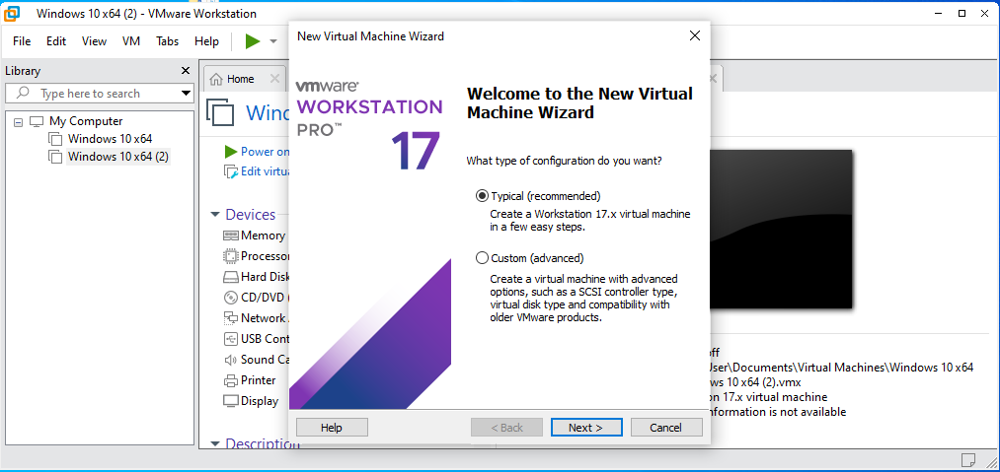 Windows 10 x64 (2) - VMware Workstation
File Edit View VM Tabs Help
Library
Type here to search
My Computer
Windows 10 x64
Windows 10 x64 (2)
Home
Wind
Power on
Edit virtu
Devices
Memory
Processo
Hard Disk
CD/DVD (
Network
USB Cont
Sound Ca
Printer
Display
Description
New Virtual Machine Wizard
vmware®
WORKSTATION
PRO™
17
Welcome to the New Virtual
Machine Wizard
What type of configuration do you want?
Typical (recommended)
Create a Workstation 17.x virtual machine
in a few easy steps.
Custom (advanced)
Create a virtual machine with advanced
options, such as a SCSI controller type,
virtual disk type and compatibility with
older VMware products.
Help < Back Next > Cancel
off
User\Documents\Virtual Machines\Windows 10 x64
ws 10 x64 (2).vmx
on 17.x virtual machine
nformation is not available